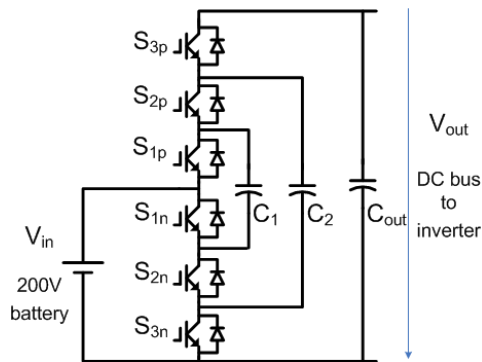 S3p
S2p
S1p
S1n
S2n
S3n
Vin
200V
battery
C1
C2
Cout
Vout
DC bus
to
inverter